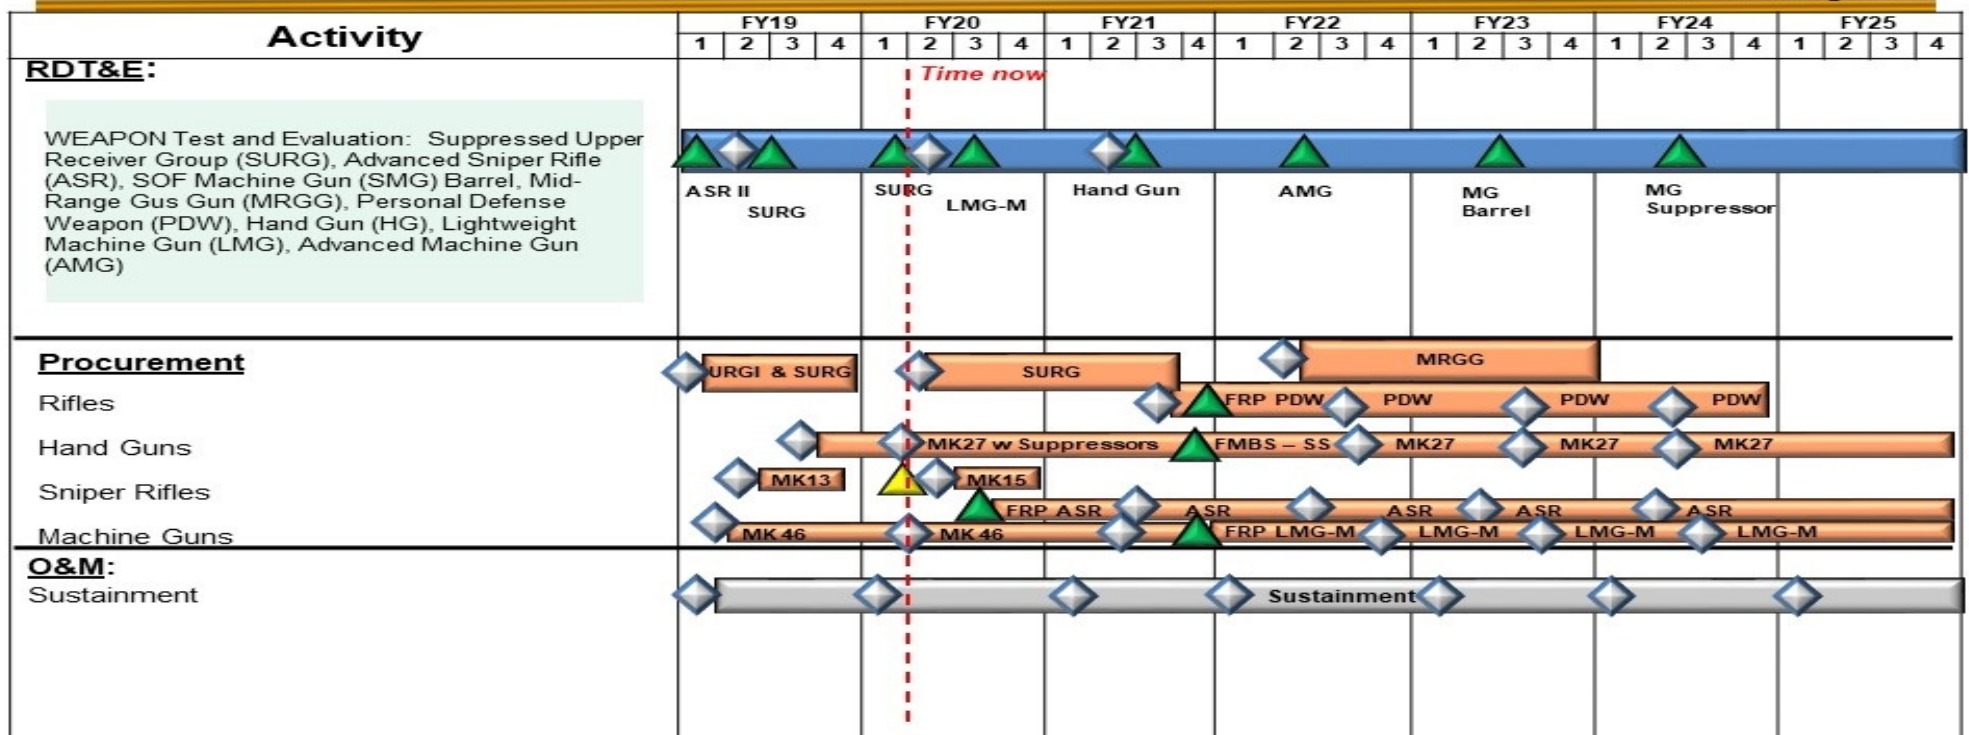 Activity
FY19 FY20 FY21 FY22 FY23 FY24 FY25
1 2 3 4 1 2 3 4 1 2 3 4 1 2 3 4 1 2 3 4 1 2 3 4 1 2 3 4
RDT&E:
Time now
WEAPON Test and Evaluation: Suppressed Upper
Receiver Group (SURG), Advanced Sniper Rifle
(ASR), SOF Machine Gun (SMG) Barrel, Mid-
Range Gus Gun (MRGG), Personal Defense
Weapon (PDW), Hand Gun (HG), Lightweight
Machine Gun (LMG), Advanced Machine Gun
(AMG)
ASR II
SURG
SURG
LMG-M
Hand Gun
AMG
MG
Barrel
MG
Suppressor
Procurement
URGI & SURG SURG MRGG
Rifles
FRP PDW PDW PDW PDW
Hand Guns
MK27 w Suppressors FMBS – SS MK27 MK27 MK27
Sniper Rifles
MK13 MK15
FRP ASR ASR ASR ASR ASR
Machine Guns
MK 46 MK 46 FRP LMG-M LMG-M LMG-M LMG-M
O&M:
Sustainment
Sustainment